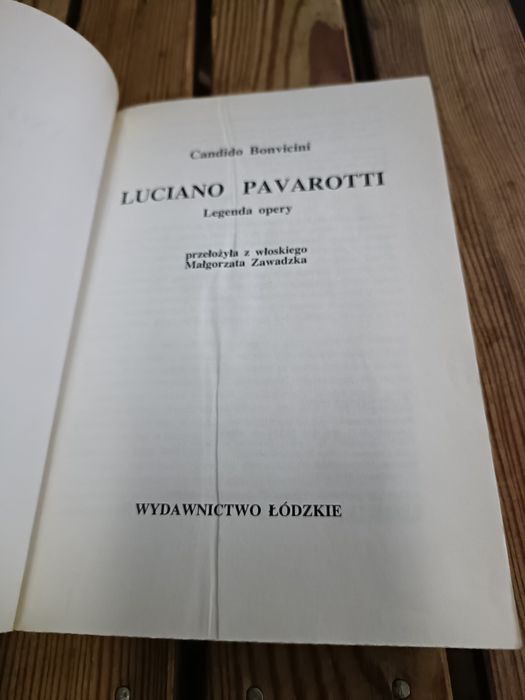 Candido Bonvicini
LUCIANO PAVAROTTI
Legenda opery
przełożyła z włoskiego
Małgorzata Zawadzka
WYDAWNICTWO ŁÓDZKIE